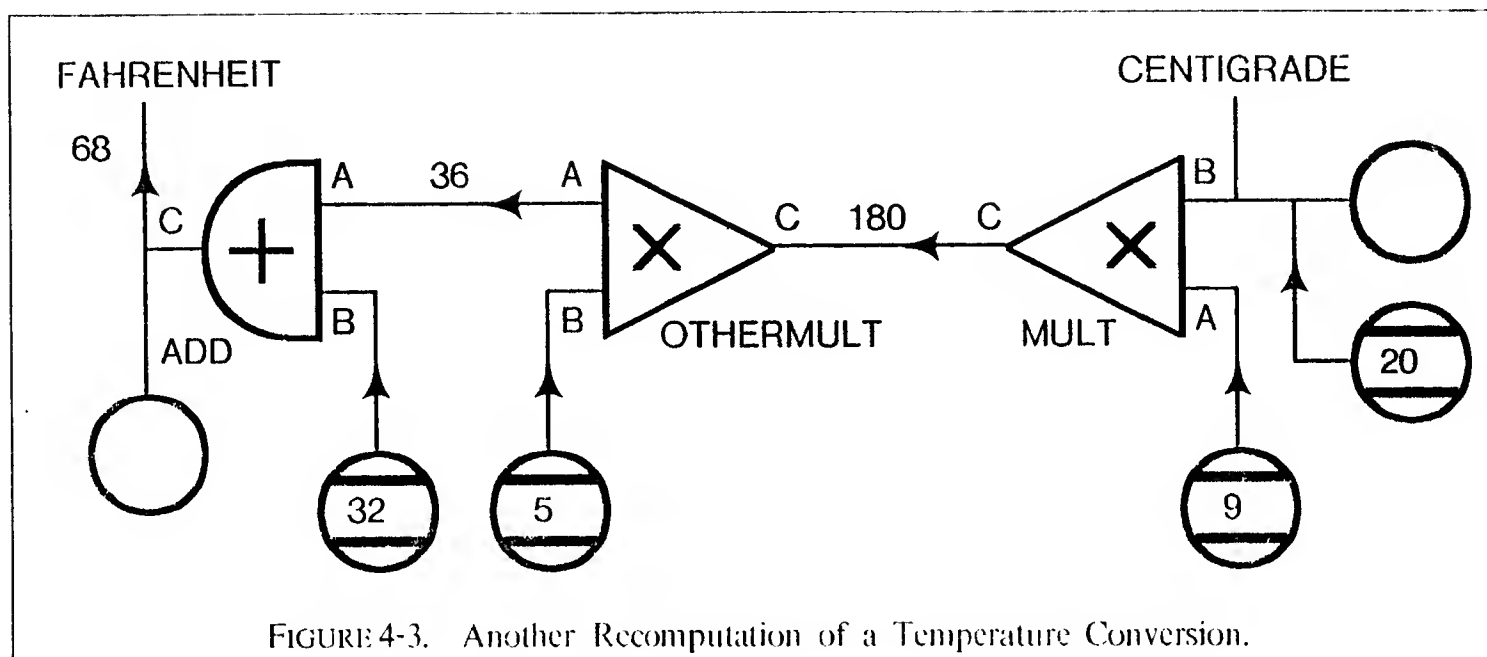 FAHRENHEIT
CENTIGRADE
68
A
36
A
B
C
+
×
C
180
C
×
B
B
A
ADD
OTHERMULT
MULT
20
32
5
9
FIGURE 4-3. Another Recomputation of a Temperature Conversion.